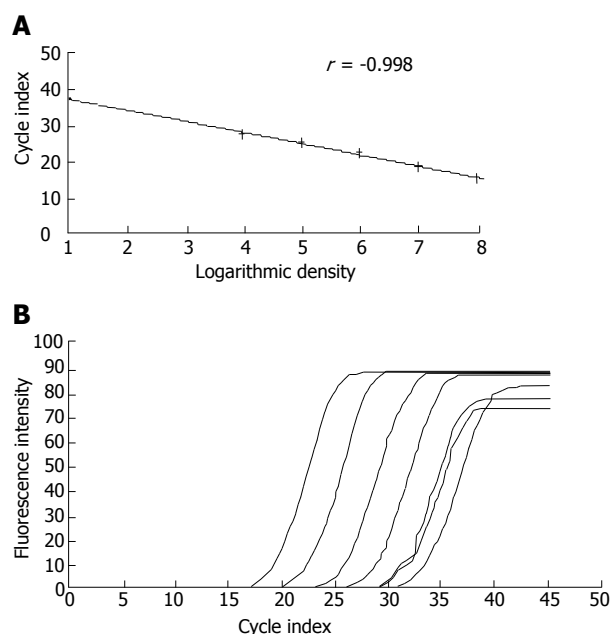 A
r = -0.998
50
40
30
20
10
0
Cycle index
1 2 3 4 5 6 7 8
Logarithmic density
B
100
90
80
70
60
50
40
30
20
10
0
Fluorescence intensity
0 5 10 15 20 25 30 35 40 45 50
Cycle index